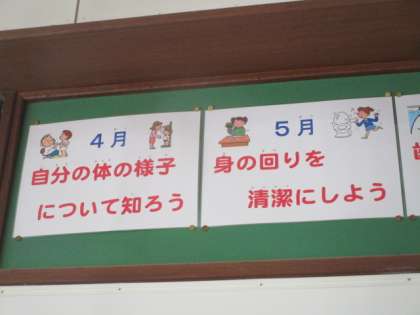 4月
自分の体の様子
について知ろう
5月
身の回りを
清潔にしよう